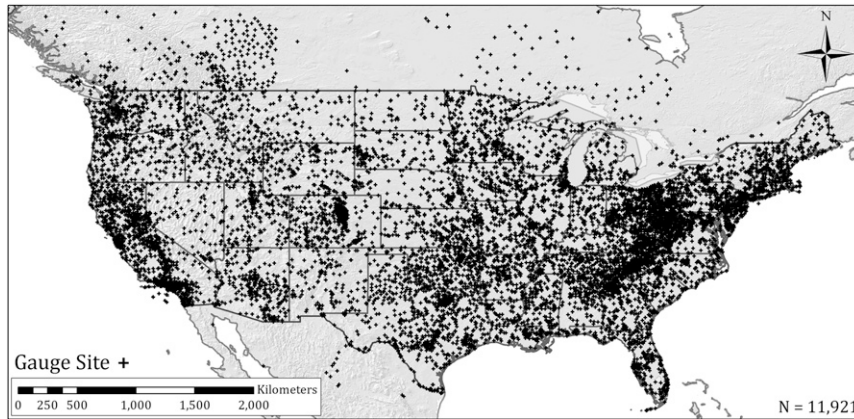 N
Gauge Site +
Kilometers
0 250 500 1,000 1,500 2,000
N = 11,921